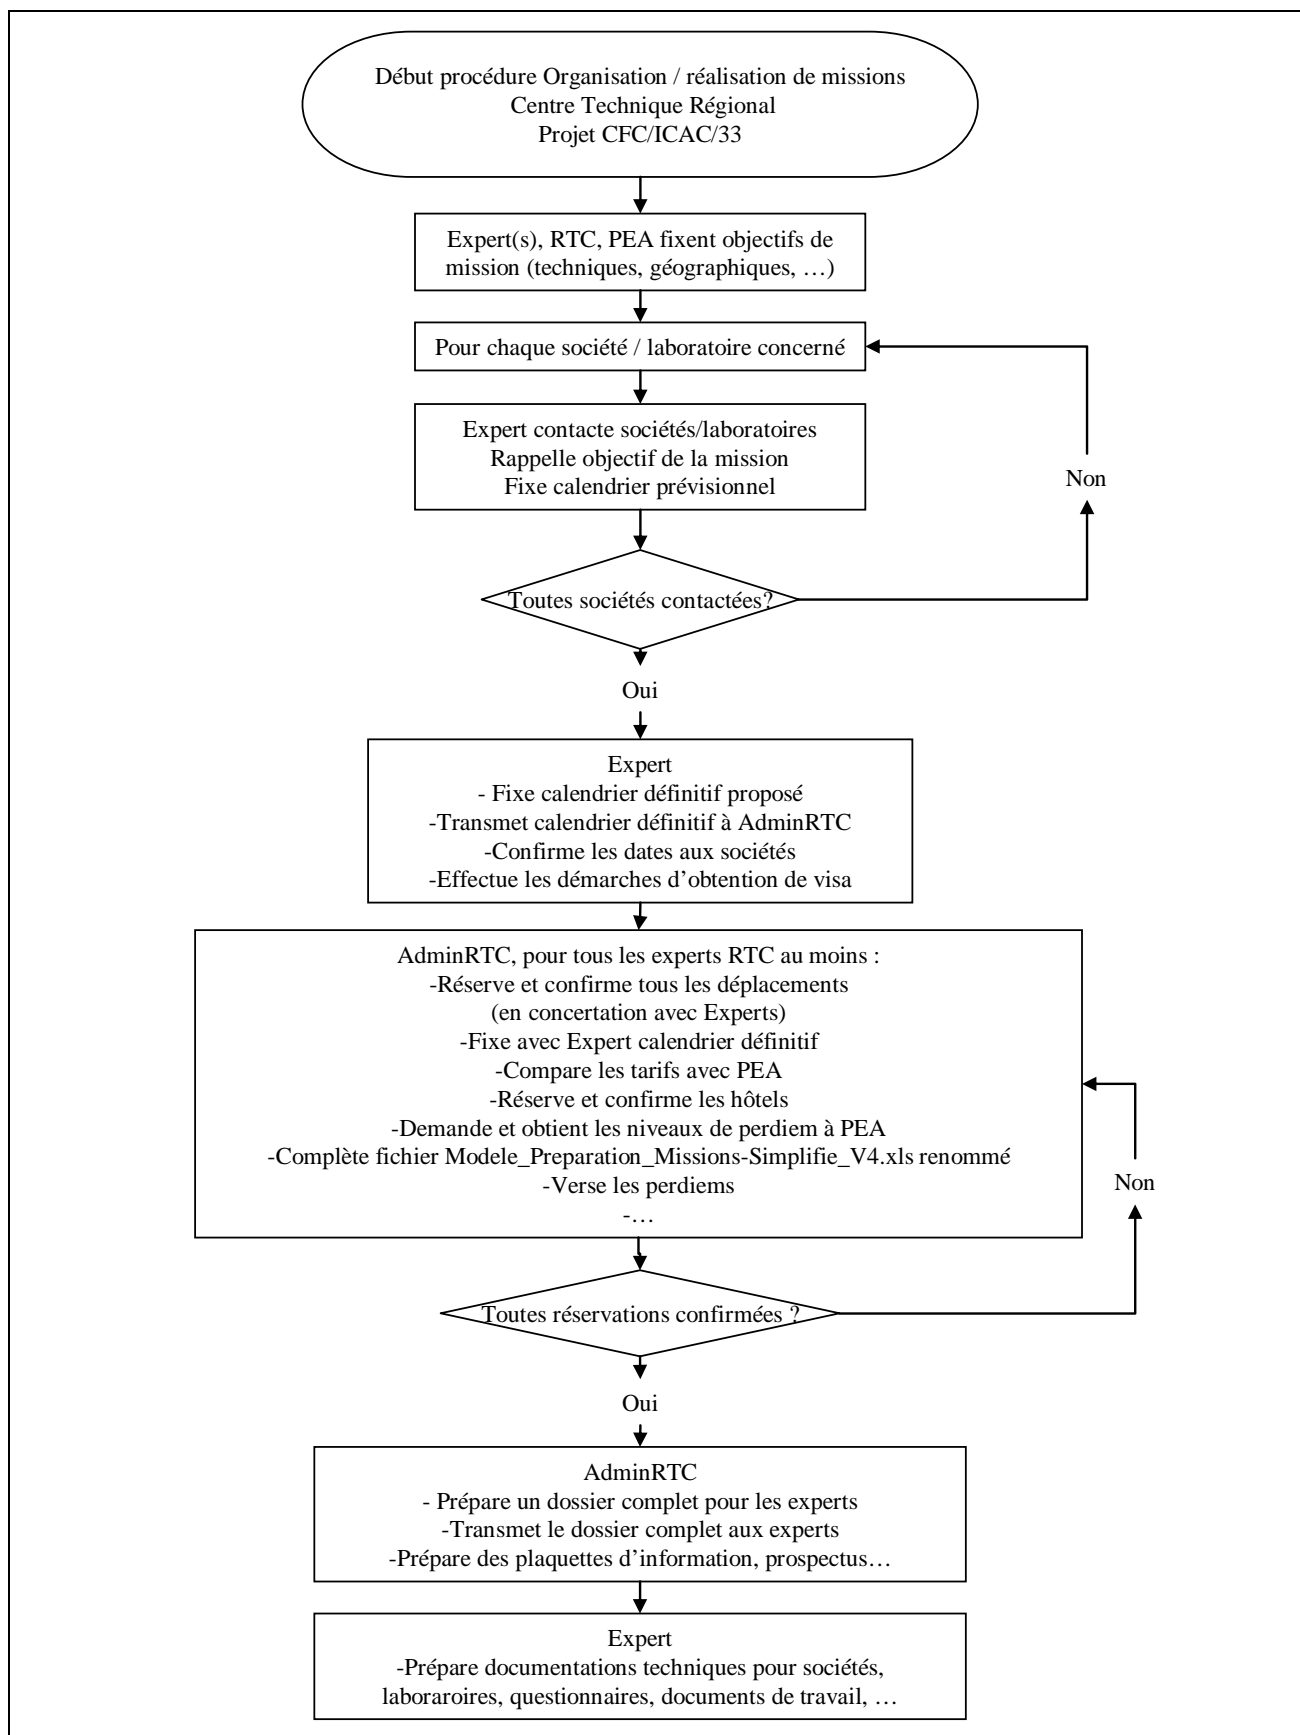 Début procédure Organisation / réalisation de missions
Centre Technique Régional
Projet CFC/ICAC/33
Expert(s), RTC, PEA fixent objectifs de
mission (techniques, géographiques, …)
Pour chaque société / laboratoire concerné
Expert contacte sociétés/laboratoires
Rappelle objectif de la mission
Fixe calendrier prévisionnel
Non
Toutes sociétés contactées?
Oui
Expert
- Fixe calendrier définitif proposé
-Transmet calendrier définitif à AdminRTC
-Confirme les dates aux sociétés
-Effectue les démarches d’obtention de visa
AdminRTC, pour tous les experts RTC au moins :
-Réserve et confirme tous les déplacements
(en concertation avec Experts)
-Fixe avec Expert calendrier définitif
-Compare les tarifs avec PEA
-Réserve et confirme les hôtels
-Demande et obtient les niveaux de perdiem à PEA
-Complète fichier Modele_Preparation_Missions-Simplifie_V4.xls renommé
-Verse les perdiems
-…
Non
Toutes réservations confirmées ?
Oui
AdminRTC
- Prépare un dossier complet pour les experts
-Transmet le dossier complet aux experts
-Prépare des plaquettes d’information, prospectus…
Expert
-Prépare documentations techniques pour sociétés,
laboraroires, questionnaires, documents de travail, …